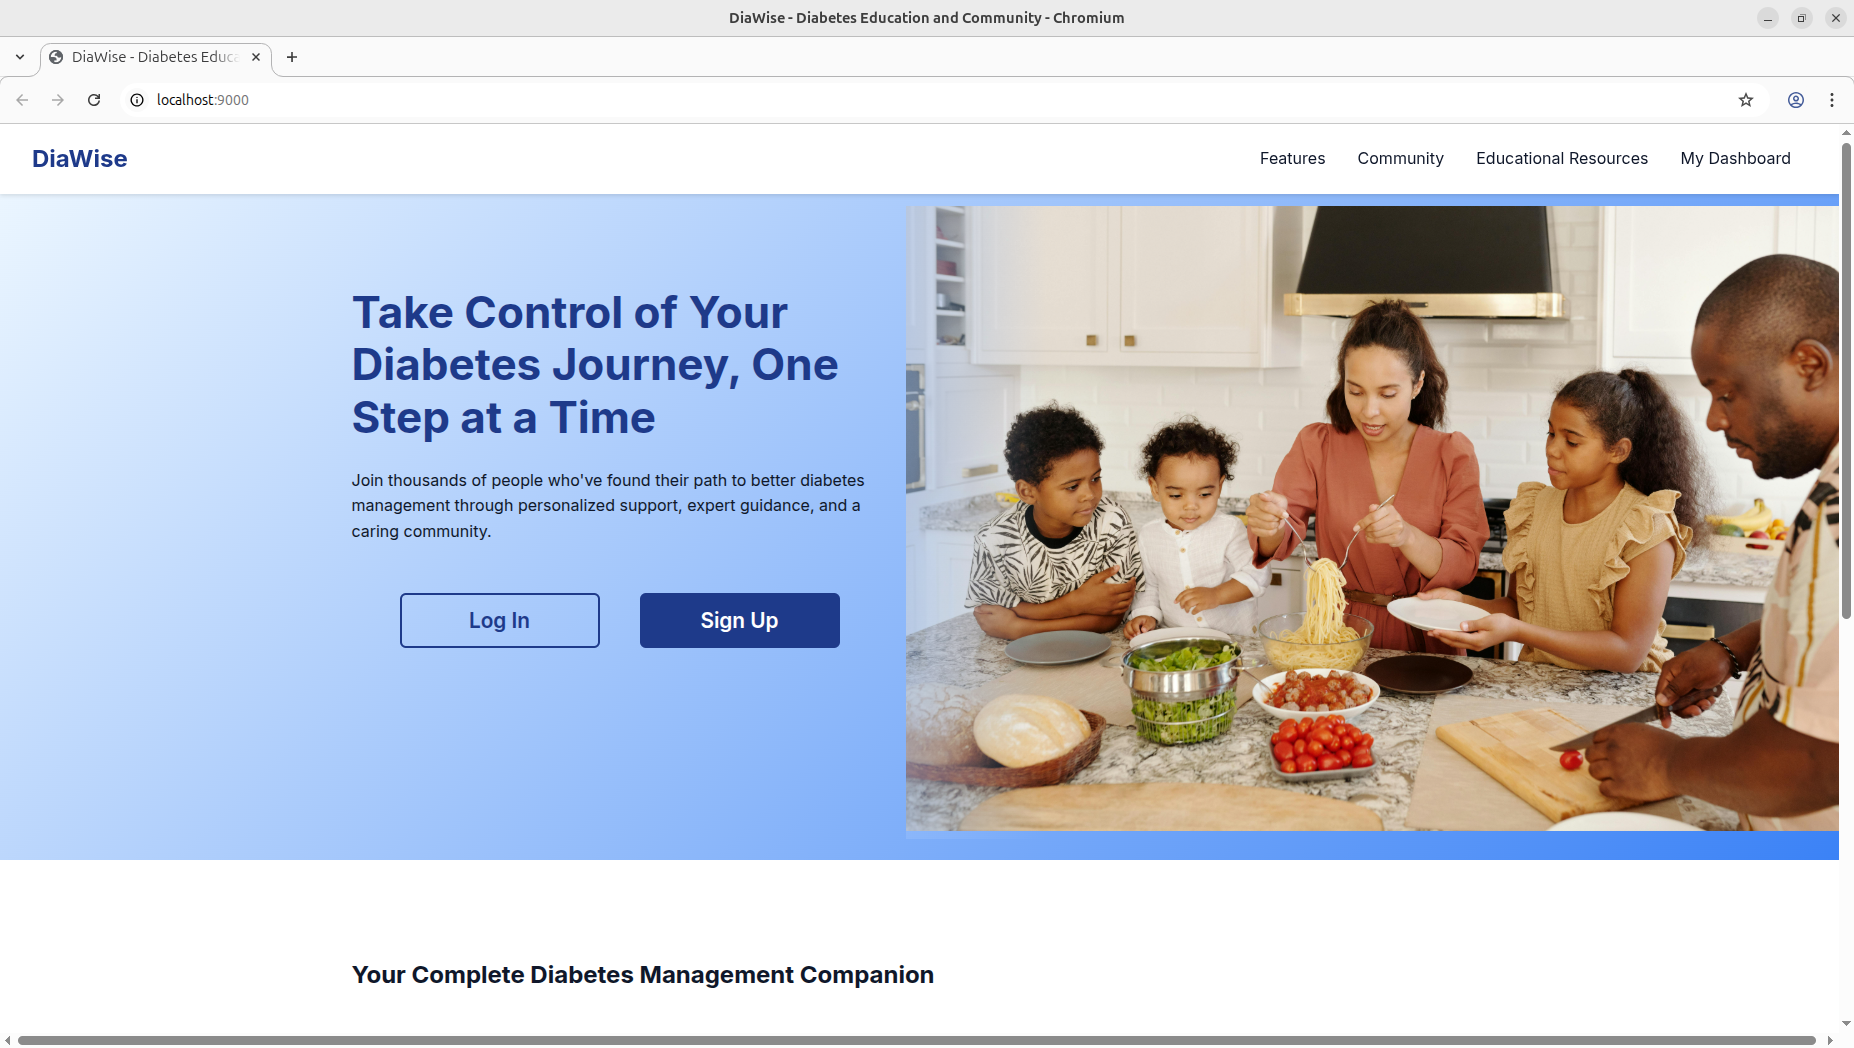 DiaWise - Diabetes Education and Community - Chromium
DiaWise - Diabetes Educa
localhost:9000
DiaWise
Features
Community
Educational Resources
My Dashboard
Take Control of Your
Diabetes Journey, One
Step at a Time
Join thousands of people who've found their path to better diabetes
management through personalized support, expert guidance, and a
caring community.
Log In
Sign Up
Your Complete Diabetes Management Companion